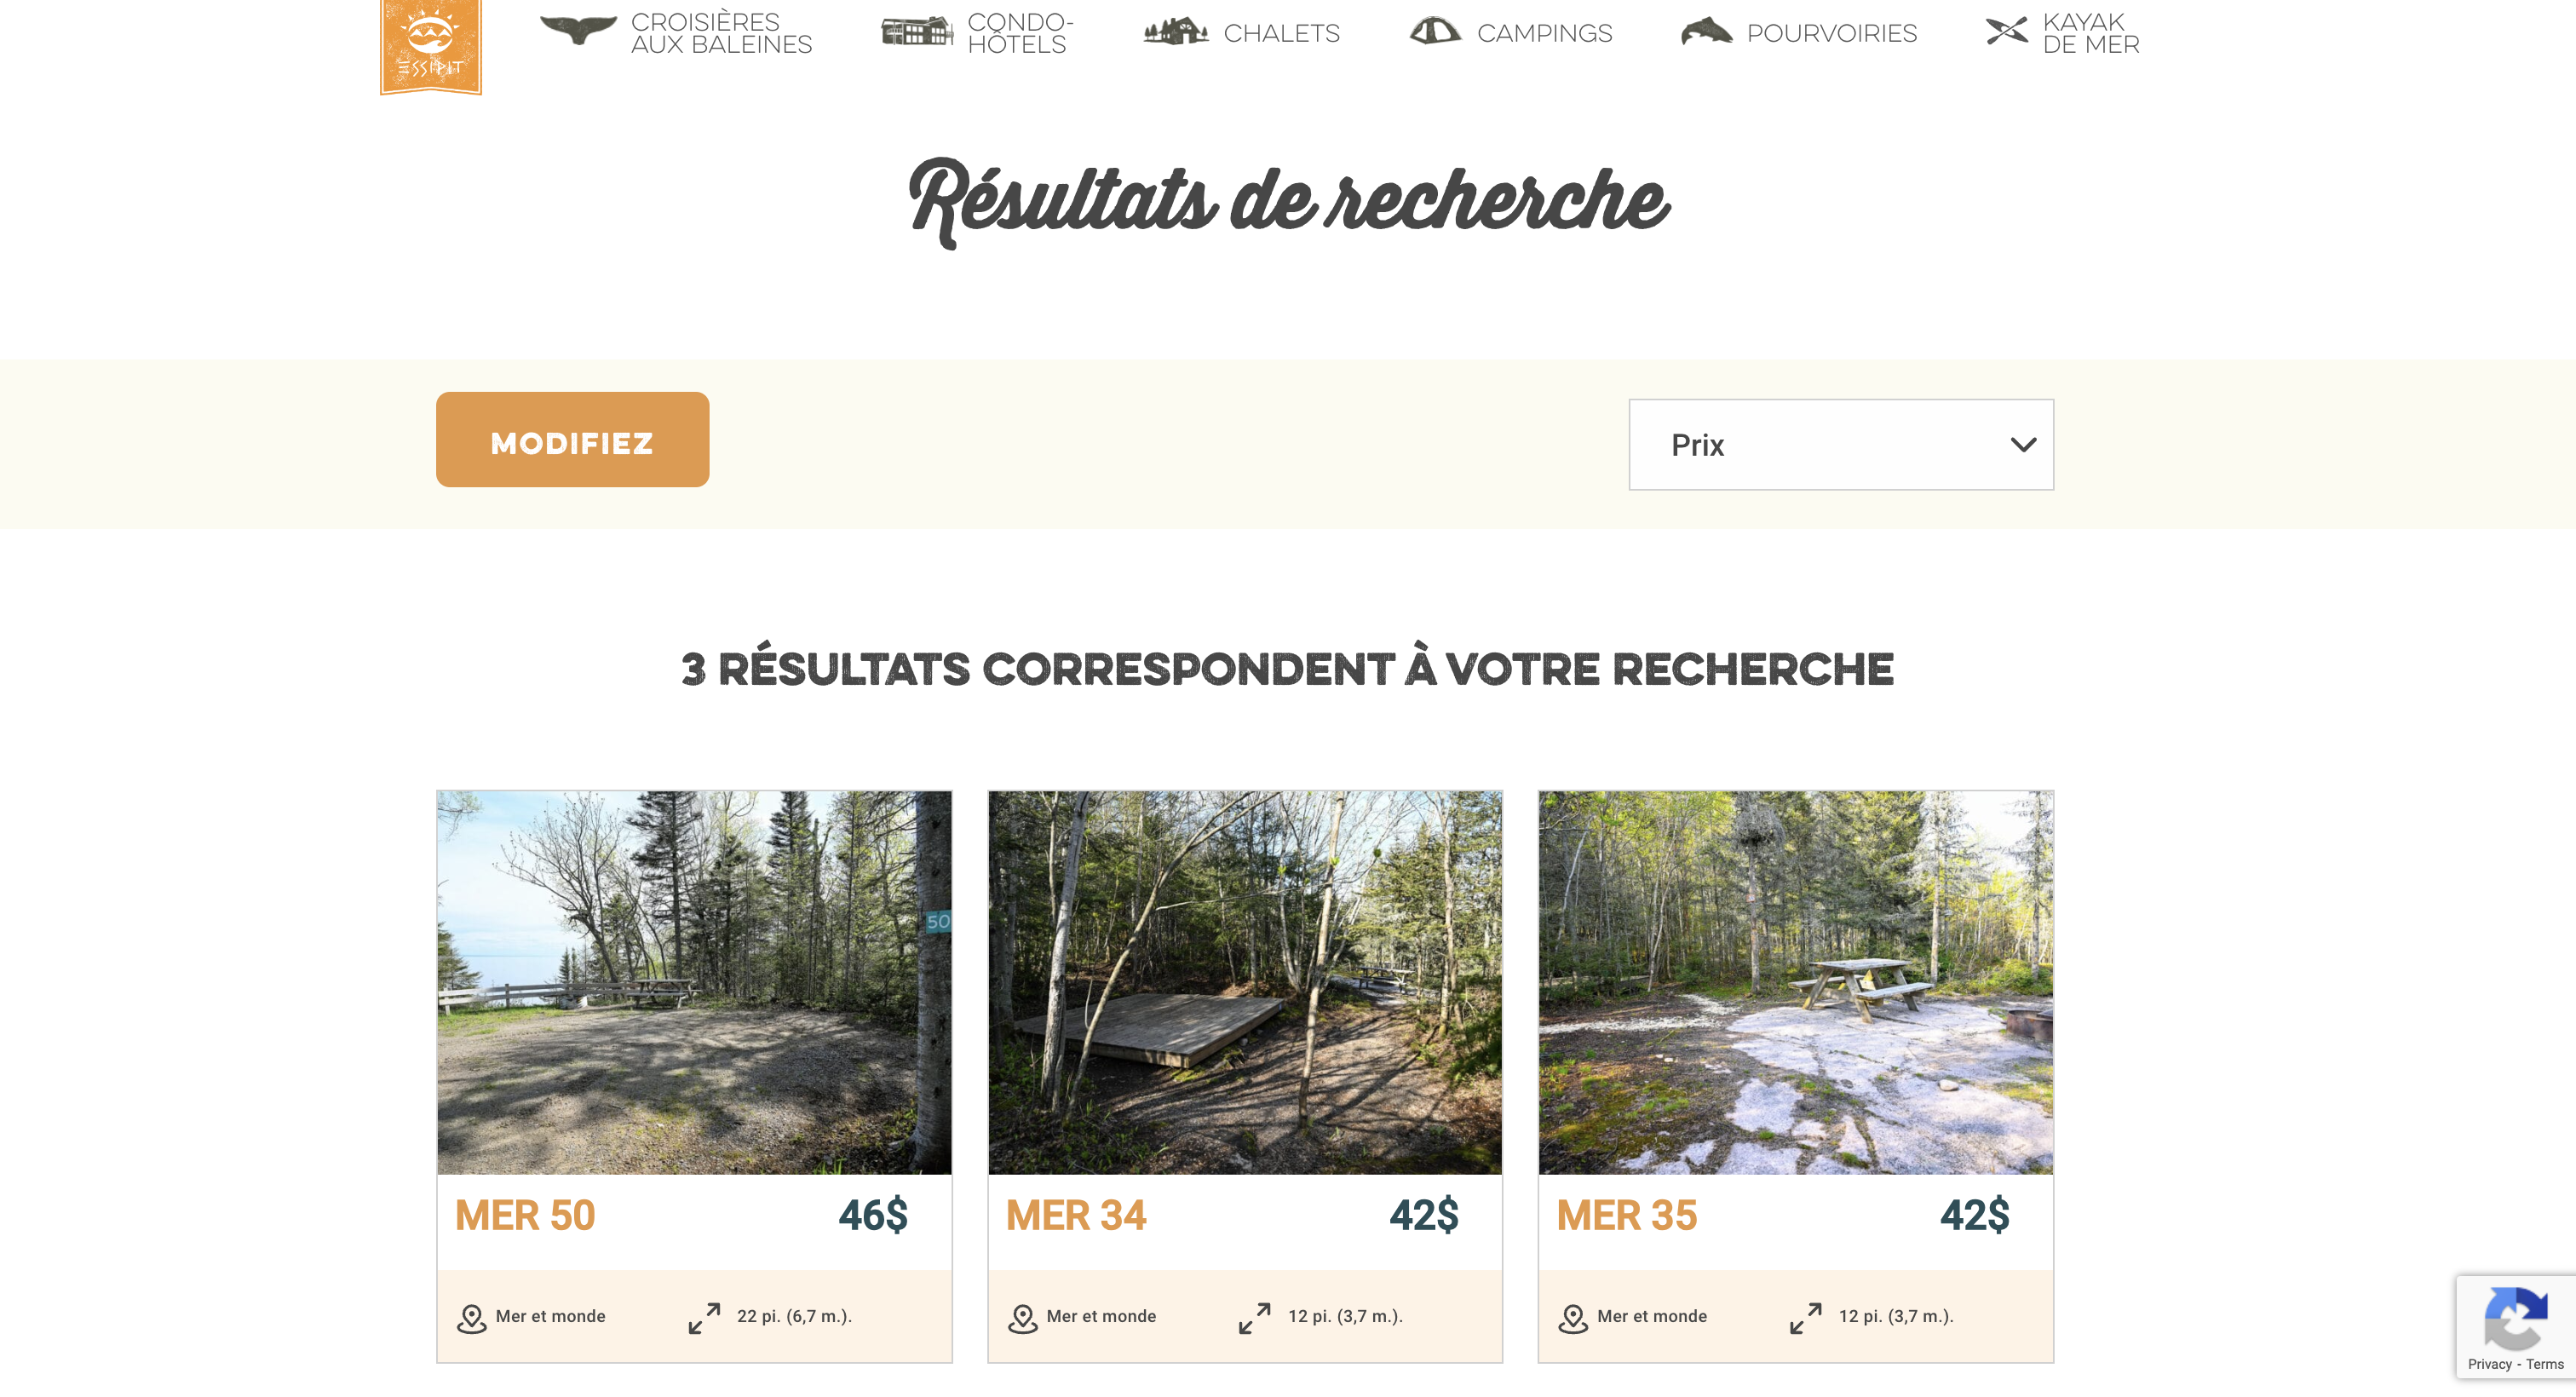 ESSIPIT
CROISIÈRES
AUX BALEINES
CONDO-
HÔTELS
CHALETS
CAMPINGS
POURVOIRIES
KAYAK
DE MER
Résultats de recherche
MODIFIEZ
Prix
3 RÉSULTATS CORRESPONDENT À VOTRE RECHERCHE
50
MER 50 46$
Mer et monde 22 pi. (6,7 m.).
MER 34 42$
Mer et monde 12 pi. (3,7 m.).
MER 35 42$
Mer et monde 12 pi. (3,7 m.).
Privacy - Terms